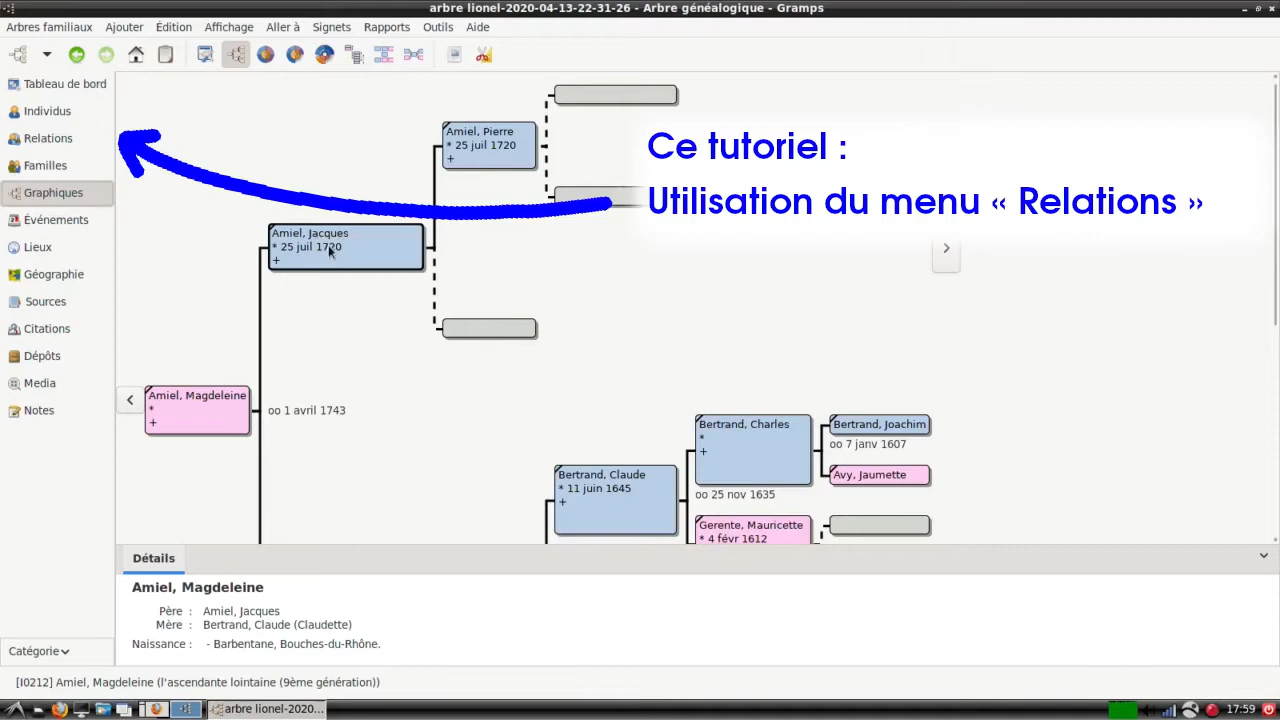 arbre lionel-2020-04-13-22-31-26 - Arbre généalogique - Gramps
Arbres familiaux Ajouter Édition Affichage Aller à Signets Rapports Outils Aide
Tableau de bord
Individus
Relations
Familles
Graphiques
Événements
Lieux
Géographie
Sources
Citations
Dépôts
Media
Notes
Catégorie
Ce tutoriel :
Utilisation du menu « Relations »
Amiel, Pierre
* 25 juil 1720
+
Amiel, Jacques
* 25 juil 1720
+
Amiel, Magdeleine
*
+
oo 1 avril 1743
Bertrand, Claude
* 11 juin 1645
+
Bertrand, Charles
*
+
oo 25 nov 1635
Gerente, Mauricette
* 4 févr 1612
Bertrand, Joachim
oo 7 janv 1607
Avy, Jaumette
Détails
Amiel, Magdeleine
Père : Amiel, Jacques
Mère : Bertrand, Claude (Claudette)
Naissance : - Barbentane, Bouches-du-Rhône.
[I0212] Amiel, Magdeleine (l'ascendante lointaine (9ème génération))
arbre lionel-2020...
17:59